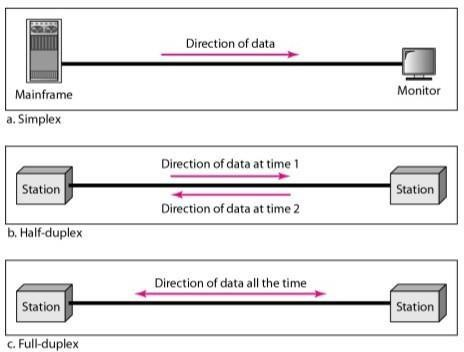 Direction of data
Mainframe
Monitor
a. Simplex
Direction of data at time 1
Station
Station
Direction of data at time 2
b. Half-duplex
Direction of data all the time
Station
Station
c. Full-duplex